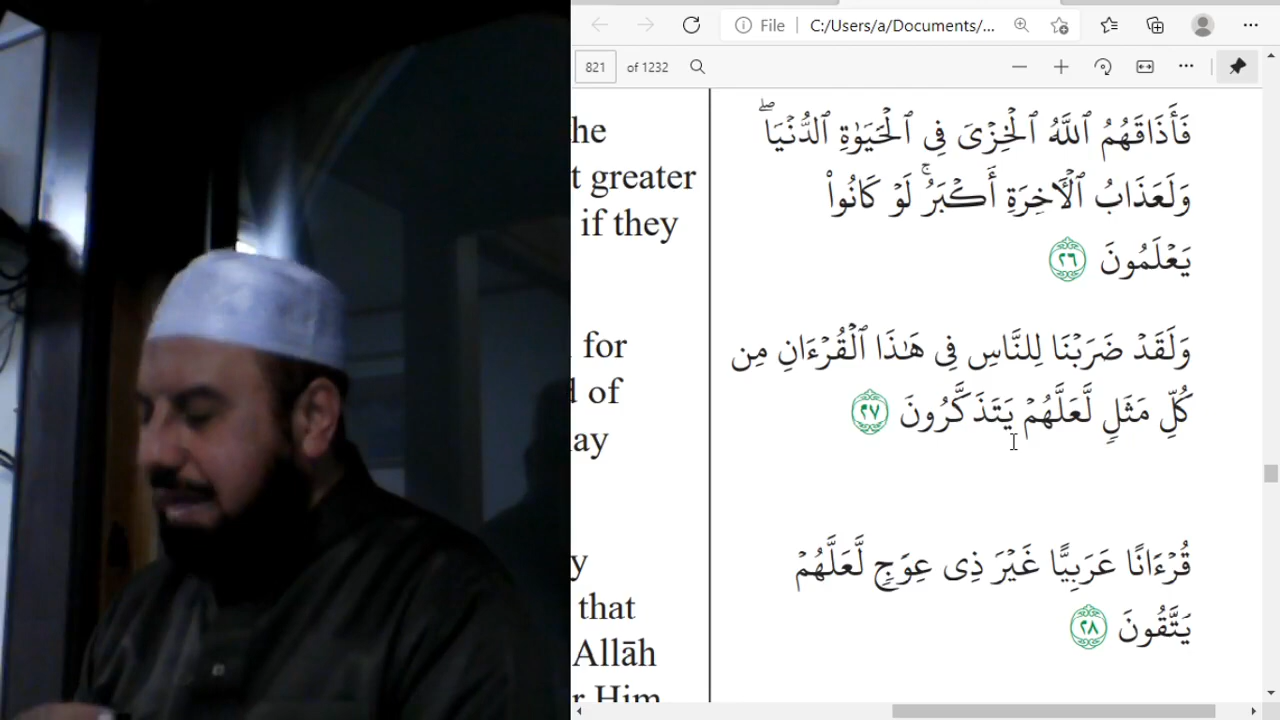 File
C:/Users/a/Documents/...
821 of 1232
he
t greater
if they
for
of
ay
y
that
Allāh
r Him
فَأَذَاقَهُمُ ٱللَّهُ ٱلْخِزْىَ فِى ٱلْحَيَوٰةِ ٱلدُّنْيَا ۖ
وَلَعَذَابُ ٱلْـَٔاخِرَةِ أَكْبَرُ ۚ لَوْ كَانُوا۟
يَعْلَمُونَ ٢٦
وَلَقَدْ ضَرَبْنَا لِلنَّاسِ فِى هَـٰذَا ٱلْقُرْءَانِ مِن
كُلِّ مَثَلٍ لَّعَلَّهُمْ يَتَذَكَّرُونَ ٢٧
قُرْءَانًا عَرَبِيًّا غَيْرَ ذِى عِوَجٍ لَّعَلَّهُمْ
يَتَّقُونَ ٢٨